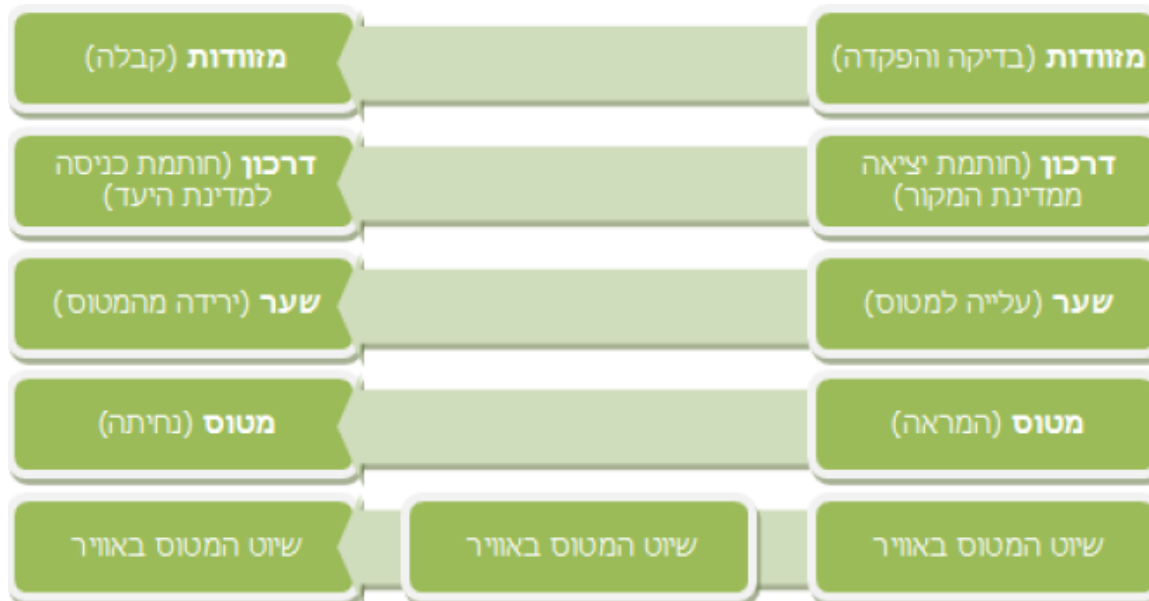 מזוודות (בדיקה והפקדה)
מזוודות (קבלה)
דרכון (חותמת יציאה
ממדינת המקור)
דרכון (חותמת כניסה
למדינת היעד)
שער (עלייה למטוס)
שער (ירידה מהמטוס)
מטוס (המראה)
מטוס (נחיתה)
שיוט המטוס באוויר
שיוט המטוס באוויר
שיוט המטוס באוויר